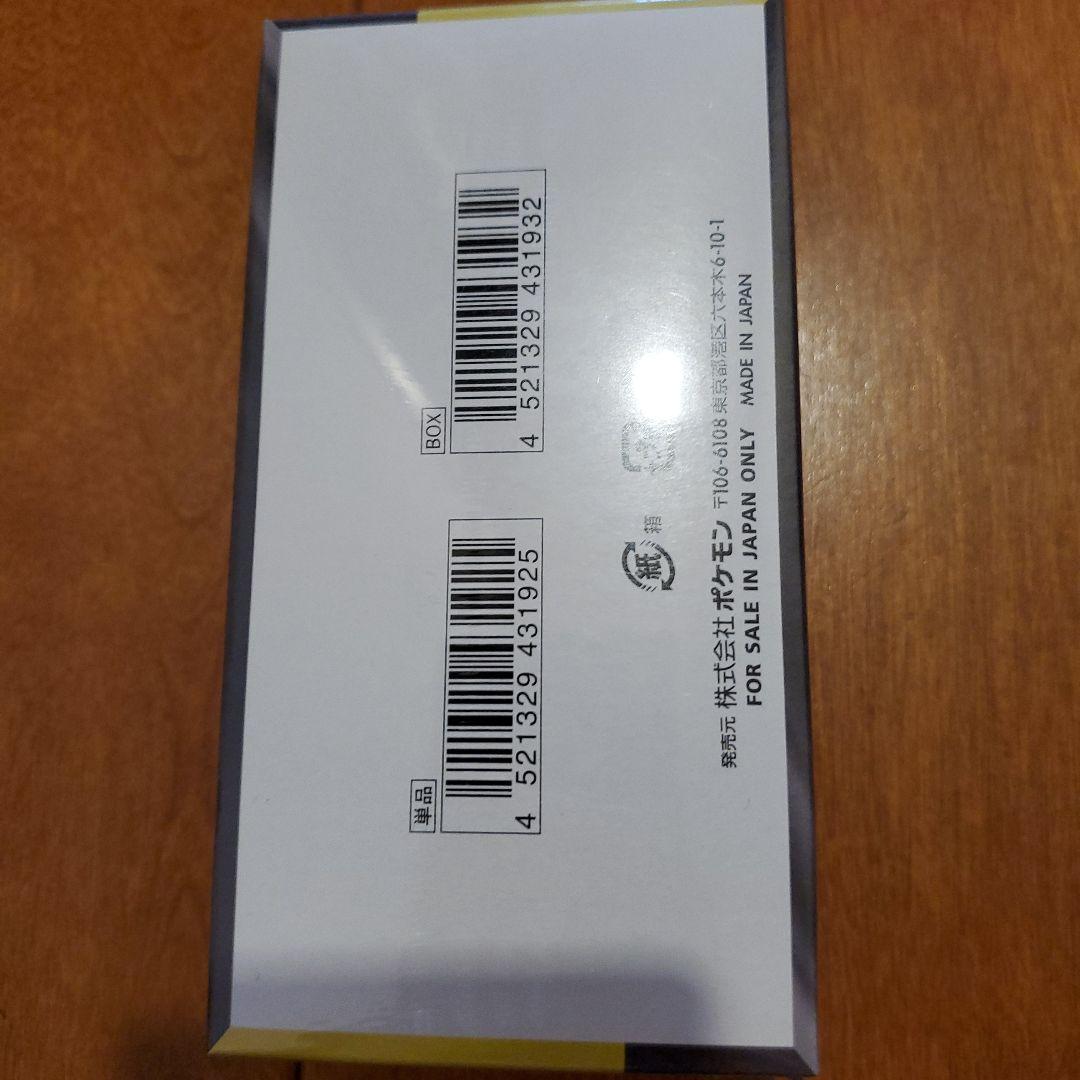 単品
4 521329 431925
BOX
4 521329 431932
紙
箱
発売元 株式会社 ポケモン 〒106-6108 東京都港区六本木6-10-1
FOR SALE IN JAPAN ONLY MADE IN JAPAN